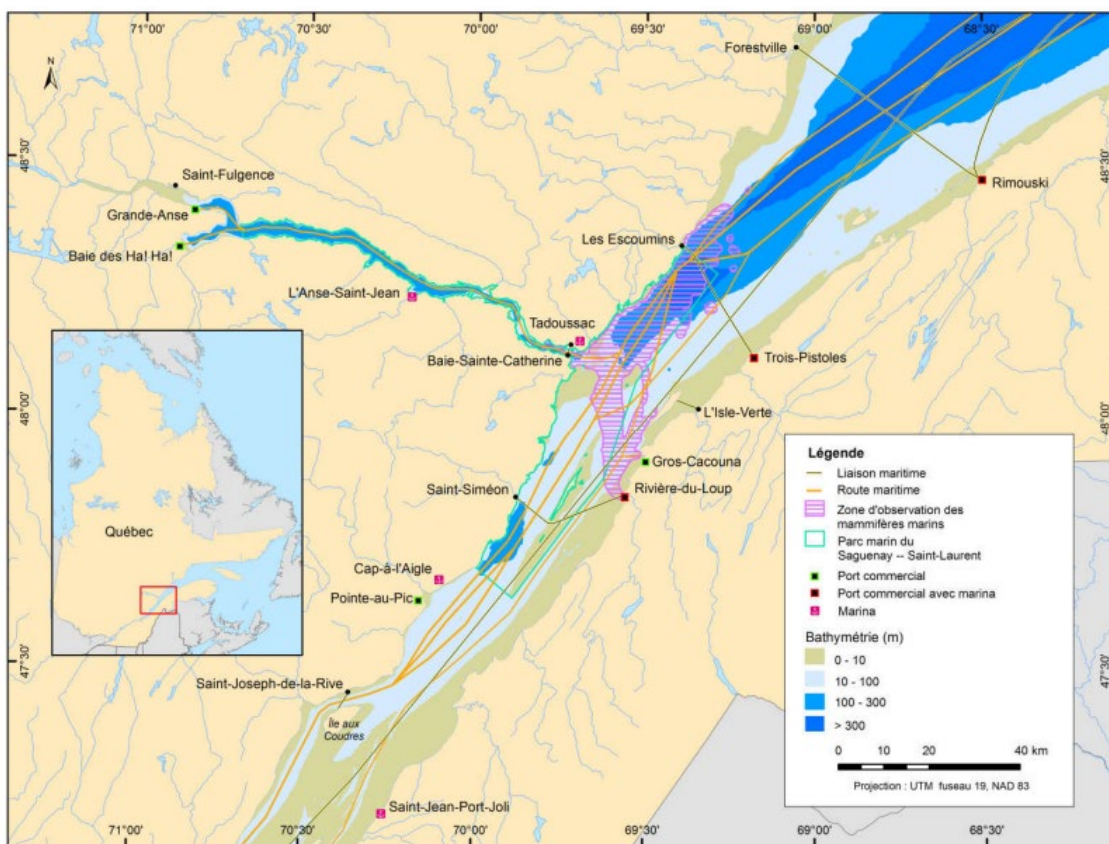 71°00' 70°30' 70°00' 69°30' 69°00' 68°30'
Forestville
N
48°30' 48°30'
Saint-Fulgence
Rimouski
Grande-Anse
Les Escoumins
Baie des Ha! Ha!
L'Anse-Saint-Jean
Tadoussac
Baie-Sainte-Catherine
Trois-Pistoles
48°00' 48°00'
L'Isle-Verte
Gros-Cacouna
Saint-Siméon
Rivière-du-Loup
Québec
Cap-à-l'Aigle
Pointe-au-Pic
47°30' 47°30'
Saint-Joseph-de-la-Rive
Île aux
Coudres
Saint-Jean-Port-Joli
71°00' 70°30' 70°00' 69°30' 69°00' 68°30'
Légende
Liaison maritime
Route maritime
Zone d'observation des
mammifères marins
Parc marin du
Saguenay -- Saint-Laurent
Port commercial
Port commercial avec marina
Marina
Bathymétrie (m)
0 - 10
10 - 100
100 - 300
> 300
0 10 20 40 km
Projection : UTM fuseau 19, NAD 83